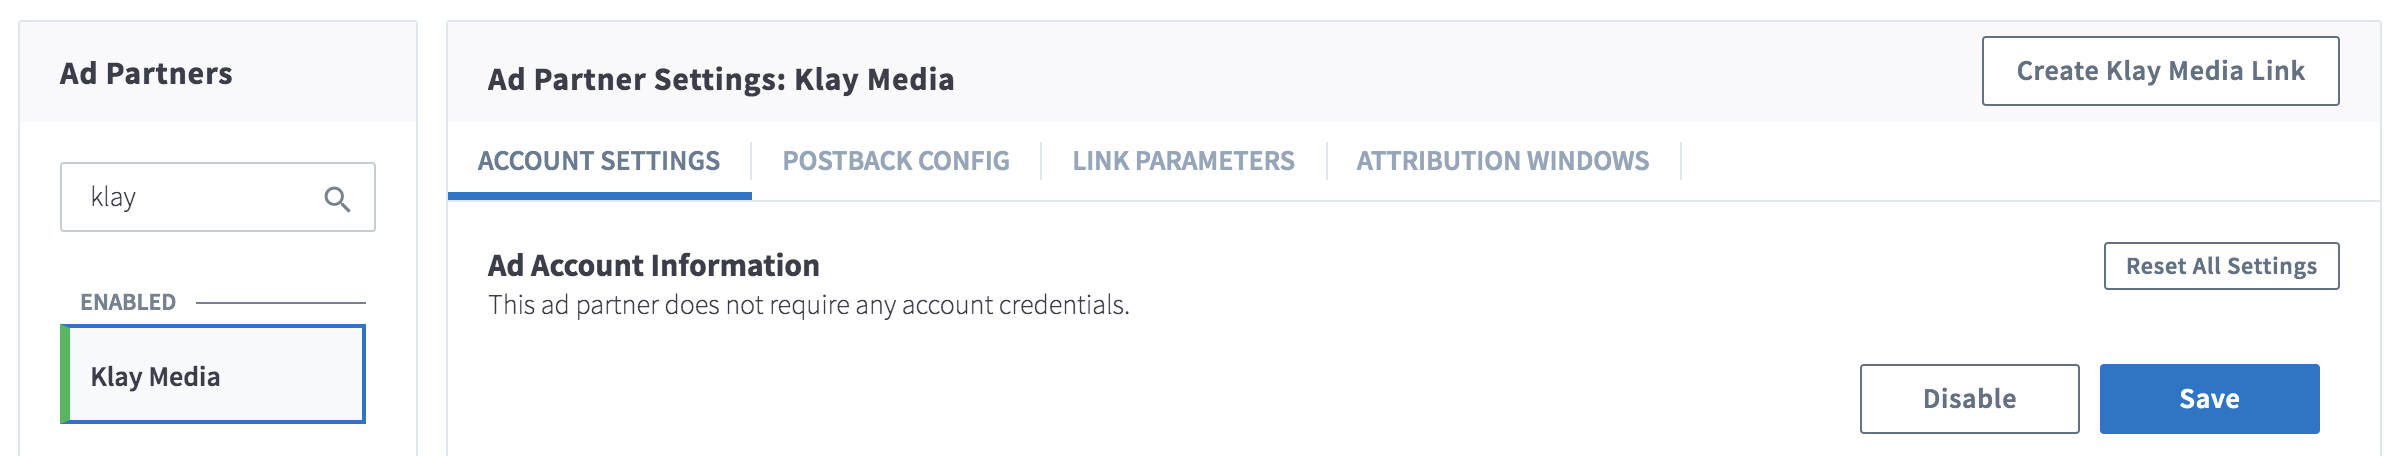 Ad Partners
klay
ENABLED
Klay Media
Ad Partner Settings: Klay Media
Create Klay Media Link
ACCOUNT SETTINGS
POSTBACK CONFIG
LINK PARAMETERS
ATTRIBUTION WINDOWS
Ad Account Information
Reset All Settings
This ad partner does not require any account credentials.
Disable
Save